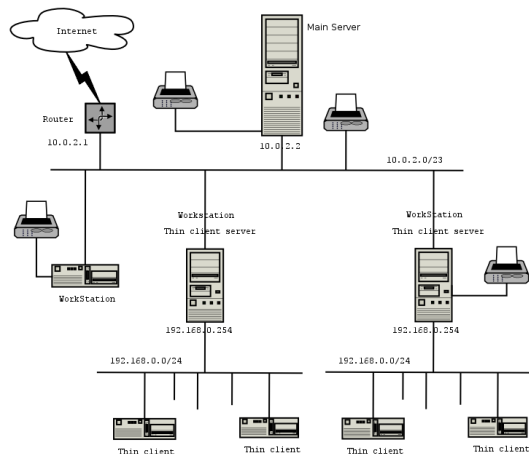 Internet
Main Server
Router
10.0.2.1
10.0.2.2
10.0.2.0/23
Workstation
Thin client server
WorkStation
Thin client server
WorkStation
192.168.0.254
192.168.0.254
192.168.0.0/24
192.168.0.0/24
Thin client
Thin client
Thin client
Thin client